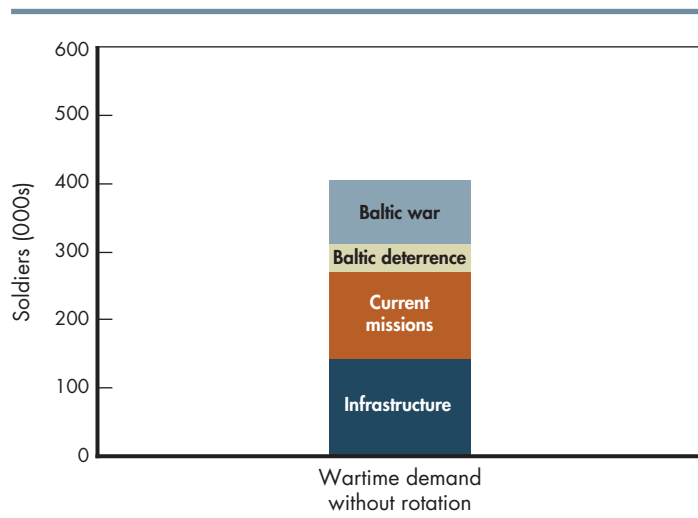 600
500
400
300
200
100
0
Soldiers (000s)
Baltic war
Baltic deterrence
Current
missions
Infrastructure
Wartime demand
without rotation